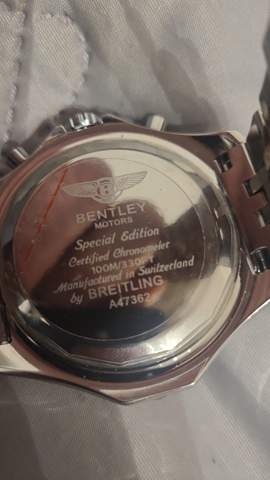 B
BENTLEY
MOTORS
Special Edition
Certified Chronometer
100M/330FT
Manufactured in Switzerland
by BREITLING
A47362